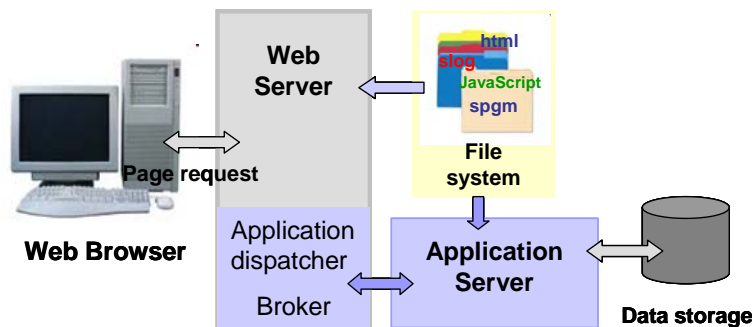 Web
Server
html
slog
JavaScript
spgm
File
system
Page request
Web Browser
Application
dispatcher
Broker
Application
Server
Data storage